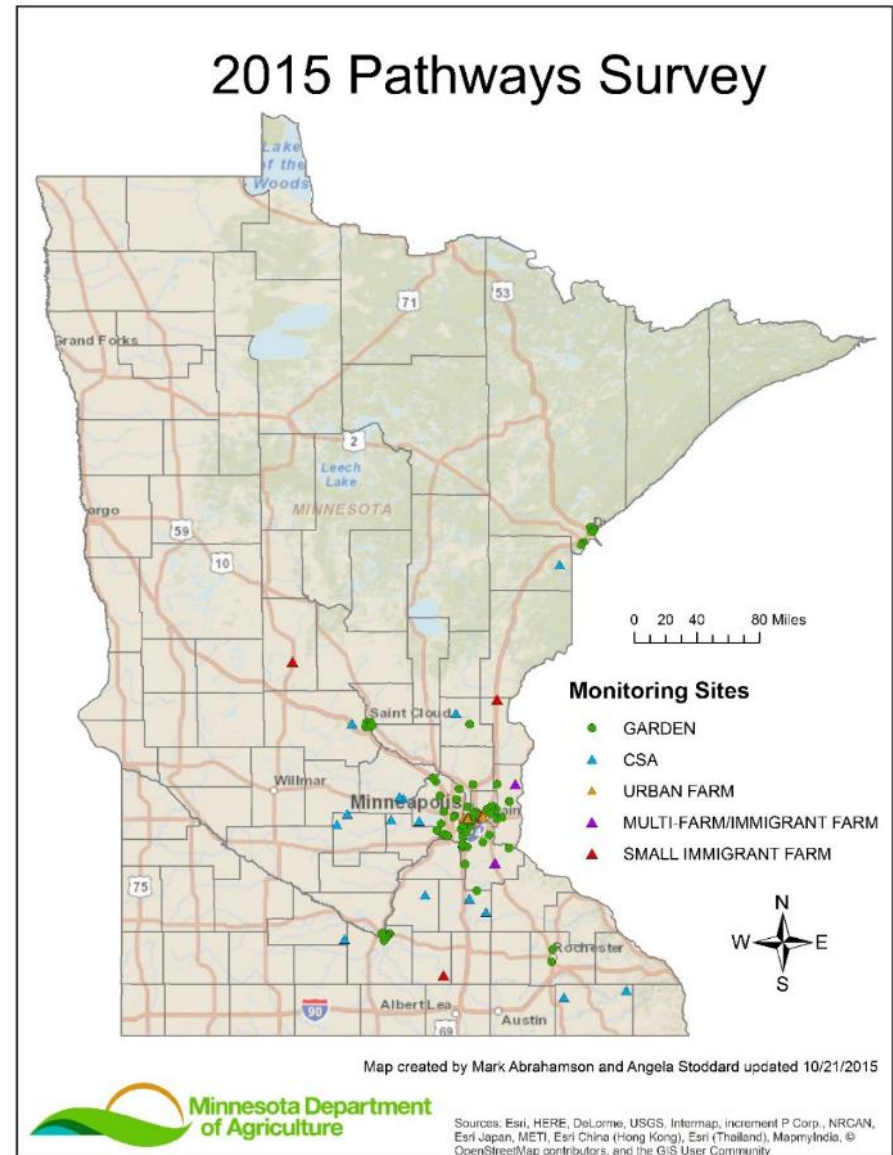 2015 Pathways Survey
Lake
of the
Woods
71
53
Grand Forks
2
Leech
Lake
MINNESOTA
argo
59
10
D
0 20 40 80 Miles
Monitoring Sites
Saint Cloud
GARDEN
CSA
Willmar
URBAN FARM
Minneapolis
ain
MULTI-FARM/IMMIGRANT FARM
SMALL IMMIGRANT FARM
75
N
W E
S
Rochester
90
Albert Lea
Austin
69
Map created by Mark Abrahamson and Angela Stoddard updated 10/21/2015
Minnesota Department
of Agriculture
Sources: Esri, HERE, DeLorme, USGS, Intermap, increment P Corp., NRCAN,
Esri Japan, METI, Esri China (Hong Kong), Esri (Thailand), MapmyIndia, ©
OpenStreetMap contributors, and the GIS User Community